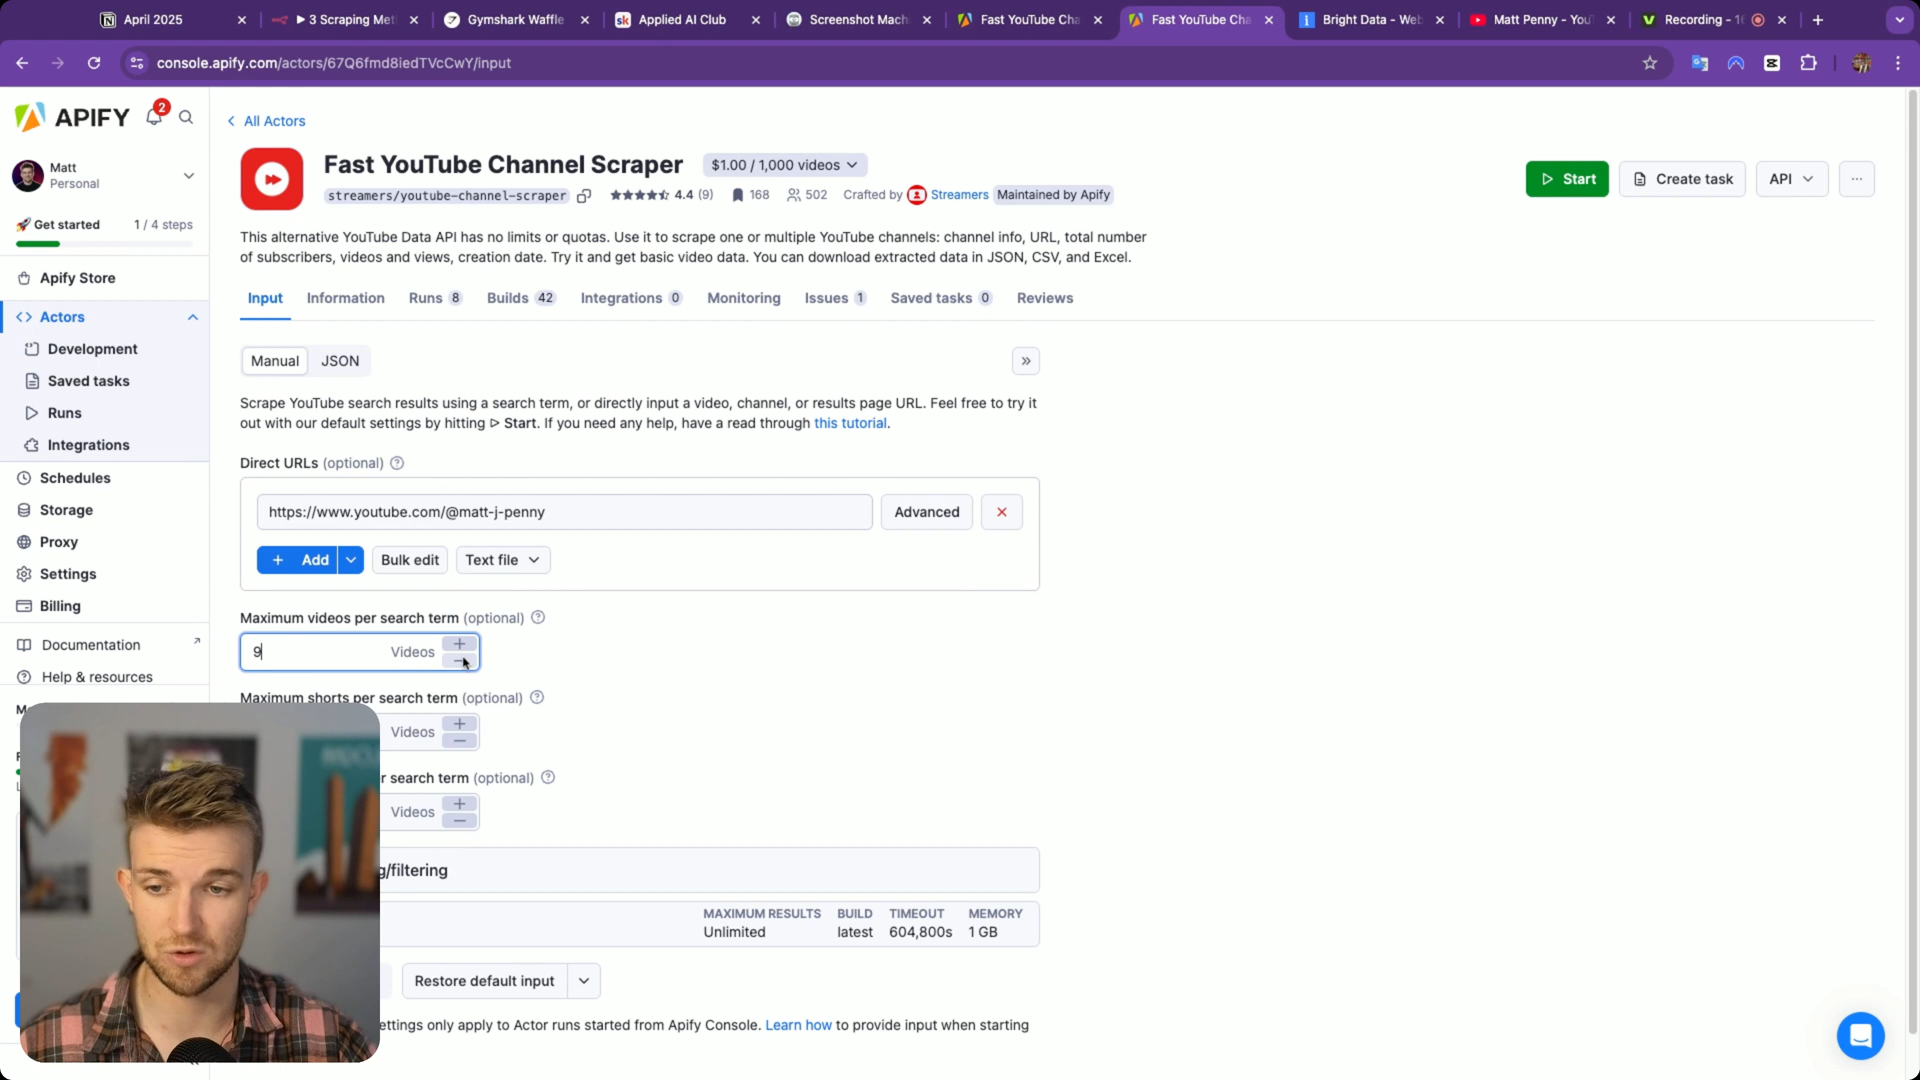 April 2025
3 Scraping Met
Gymshark Waffle
Applied AI Club
Screenshot Mach
Fast YouTube Cha
Fast YouTube Cha
Bright Data - Web
Matt Penny - You
Recording - 16
console.apify.com/actors/67Q6fmd8iedTVcCwY/input
APIFY
2
Matt
Personal
Get started
1 / 4 steps
Apify Store
Actors
Development
Saved tasks
Runs
Integrations
Schedules
Storage
Proxy
Settings
Billing
Documentation
Help & resources
All Actors
Fast YouTube Channel Scraper
$1.00 / 1,000 videos
streamers/youtube-channel-scraper
4.4 (9)
168
502
Crafted by Streamers
Maintained by Apify
Start
Create task
API
This alternative YouTube Data API has no limits or quotas. Use it to scrape one or multiple YouTube channels: channel info, URL, total number
of subscribers, videos and views, creation date. Try it and get basic video data. You can download extracted data in JSON, CSV, and Excel.
Input
Information
Runs 8
Builds 42
Integrations 0
Monitoring
Issues 1
Saved tasks 0
Reviews
Manual
JSON
Scrape YouTube search results using a search term, or directly input a video, channel, or results page URL. Feel free to try it
out with our default settings by hitting ▷ Start. If you need any help, have a read through this tutorial.
Direct URLs (optional)
https://www.youtube.com/@matt-j-penny
Advanced
+ Add
Bulk edit
Text file
Maximum videos per search term (optional)
9
Videos
Maximum shorts per search term (optional)
Videos
r search term (optional)
Videos
g/filtering
MAXIMUM RESULTS
Unlimited
BUILD
latest
TIMEOUT
604,800s
MEMORY
1 GB
Restore default input
ettings only apply to Actor runs started from Apify Console. Learn how to provide input when starting